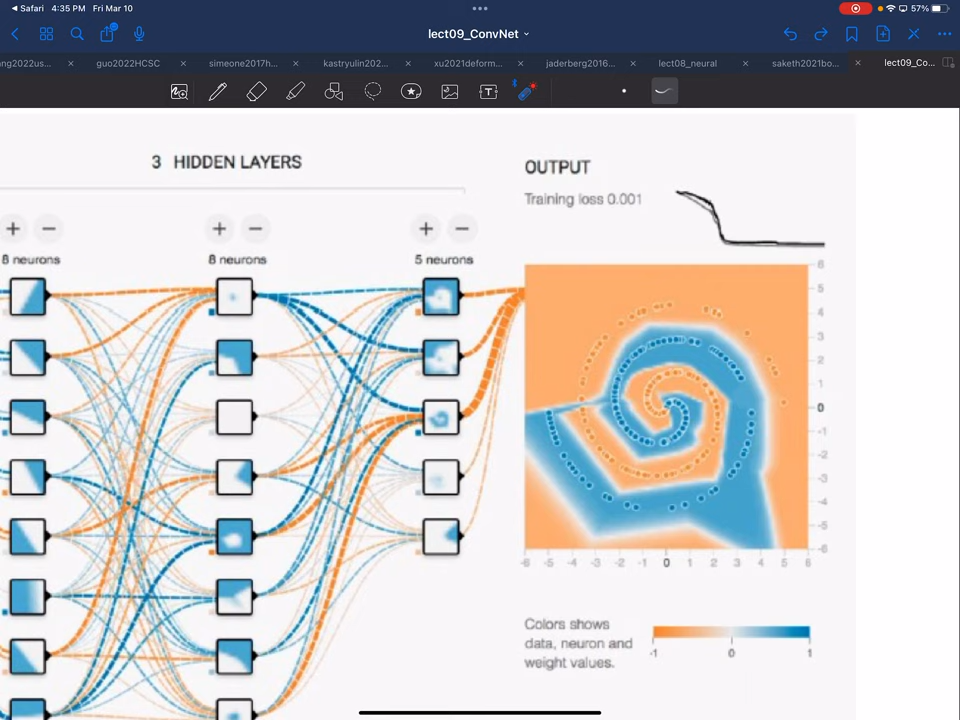 ◀ Safari 4:35 PM Fri Mar 10 57%
lect09_ConvNet
ang2022us... guo2022HCSC simeone2017h... kastryulin202... xu2021deform... jaderberg2016... lect08_neural saketh2021bo... lect09_Co...
T
3 HIDDEN LAYERS
OUTPUT
Training loss 0.001
+ − + − + −
8 neurons 8 neurons 5 neurons
6
5
4
3
2
1
0
-1
-2
-3
-4
-5
-6
-6 -5 -4 -3 -2 -1 0 1 2 3 4 5 6
Colors shows
data, neuron and
weight values.
-1 0 1